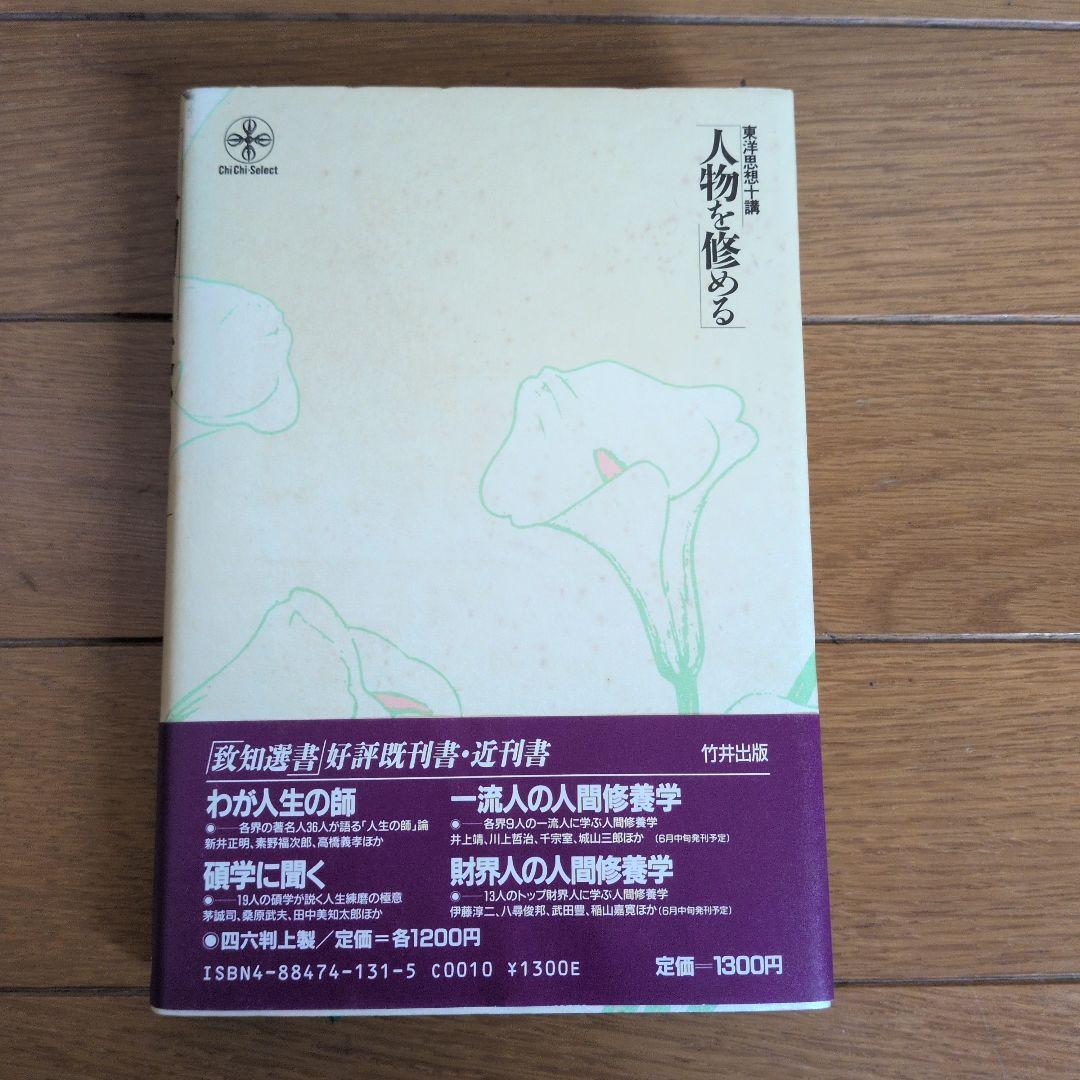 ChiChi-Select
東洋思想十講
人物を修める
「致知選書」好評既刊書・近刊書
竹井出版
わが人生の師
●——各界の著名人36人が語る「人生の師」論
新井正明、素野福次郎、高橋義孝ほか
一流人の人間修養学
●——各界9人の一流人に学ぶ人間修養学
井上靖、川上哲治、千宗室、城山三郎ほか (6月中旬発刊予定)
碩学に聞く
●——19人の碩学が説く人生練磨の極意
茅誠司、桑原武夫、田中美知太郎ほか
財界人の人間修養学
●——13人のトップ財界人に学ぶ人間修養学
伊藤淳二、八尋俊邦、武田豊、稲山嘉寛ほか (6月中旬発刊予定)
●四六判上製／定価＝各1200円
ISBN4-88474-131-5 C0010 ¥1300E
定価＝1300円